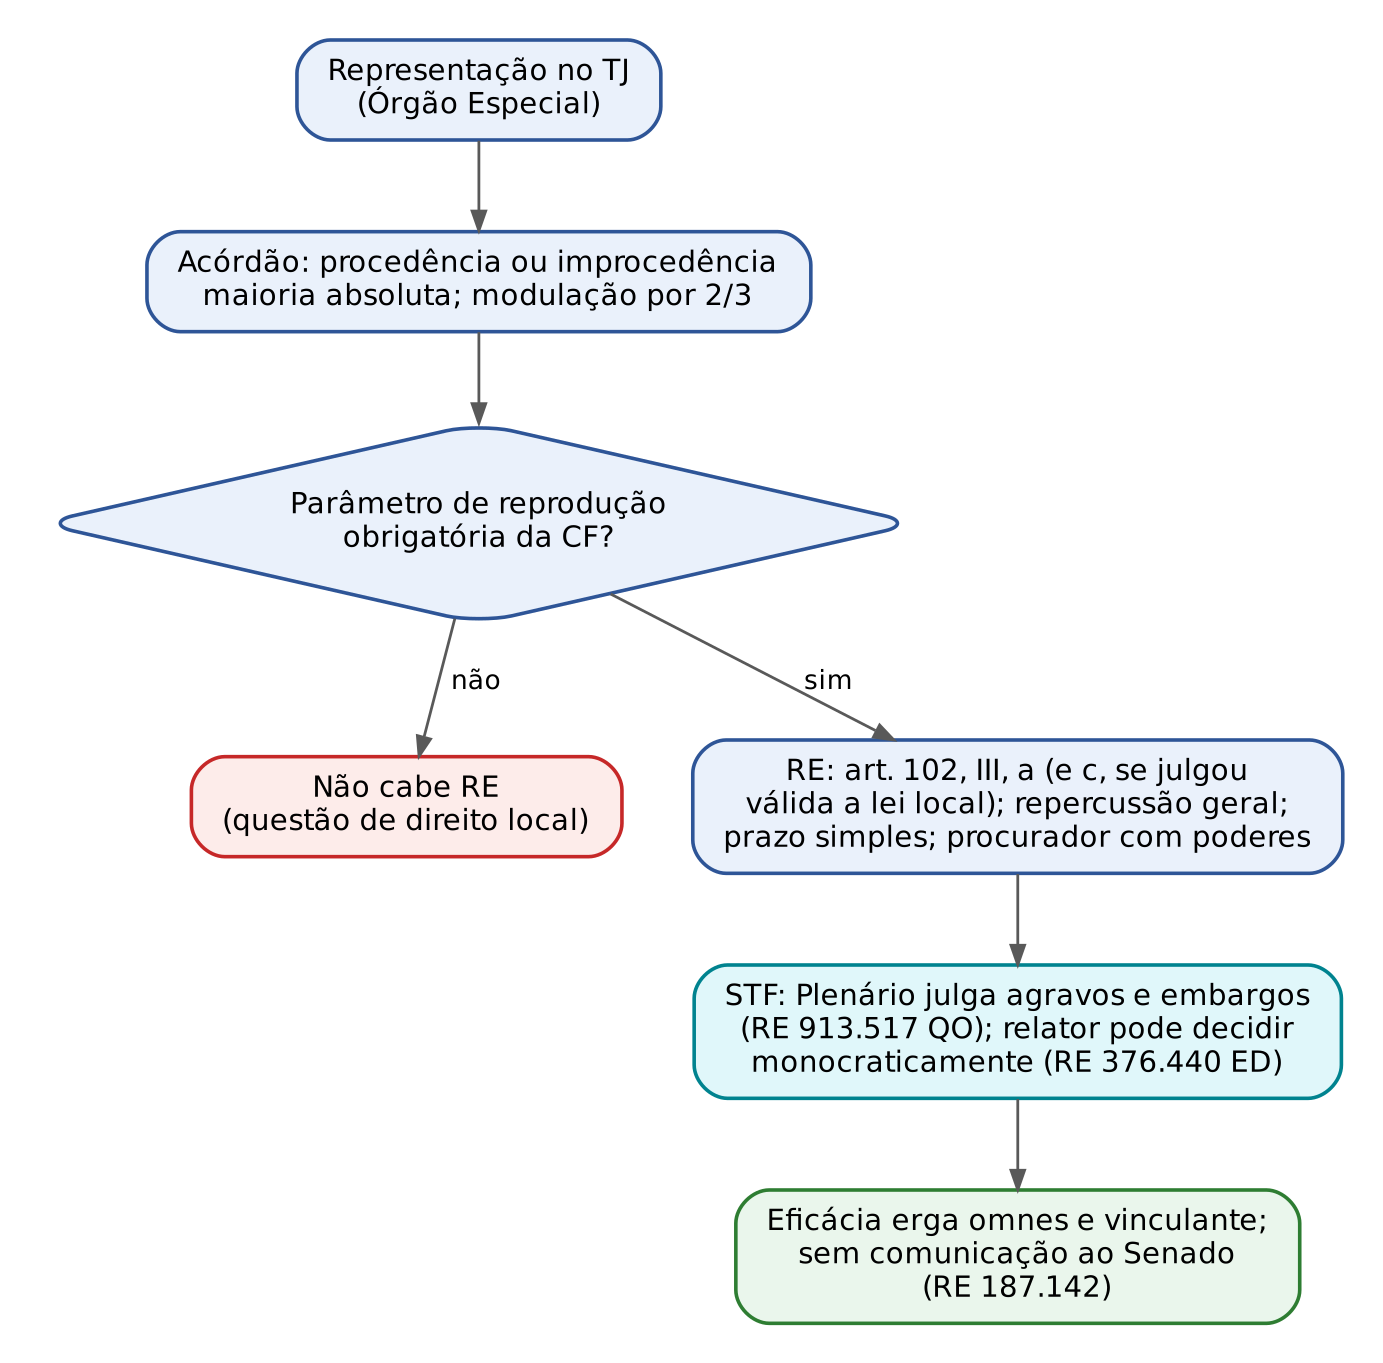 Representação no TJ
(Órgão Especial)
Acórdão: procedência ou improcedência
maioria absoluta; modulação por 2/3
Parâmetro de reprodução
obrigatória da CF?
não
sim
Não cabe RE
(questão de direito local)
RE: art. 102, III, a (e c, se julgou
válida a lei local); repercussão geral;
prazo simples; procurador com poderes
STF: Plenário julga agravos e embargos
(RE 913.517 QO); relator pode decidir
monocraticamente (RE 376.440 ED)
Eficácia erga omnes e vinculante;
sem comunicação ao Senado
(RE 187.142)